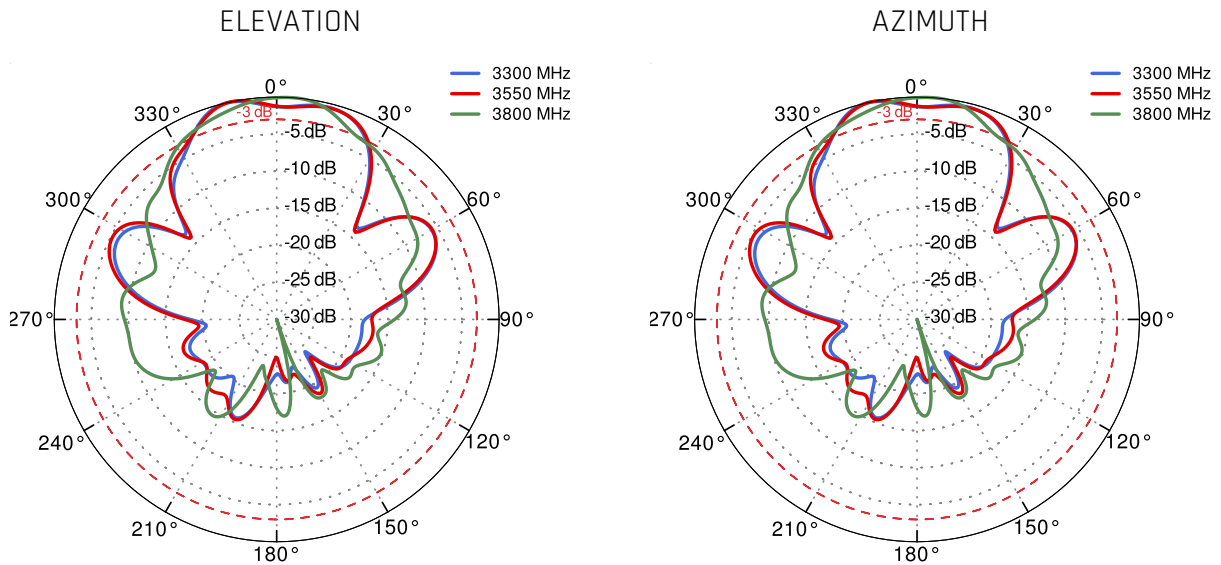 ELEVATION
3300 MHz
3550 MHz
3800 MHz
0°
-3 dB
330°
30°
-5 dB
-10 dB
300°
60°
-15 dB
-20 dB
-25 dB
270°
-30 dB
90°
240°
120°
210°
150°
180°
AZIMUTH
3300 MHz
3550 MHz
3800 MHz
0°
-3 dB
330°
30°
-5 dB
-10 dB
300°
60°
-15 dB
-20 dB
-25 dB
270°
-30 dB
90°
240°
120°
210°
150°
180°